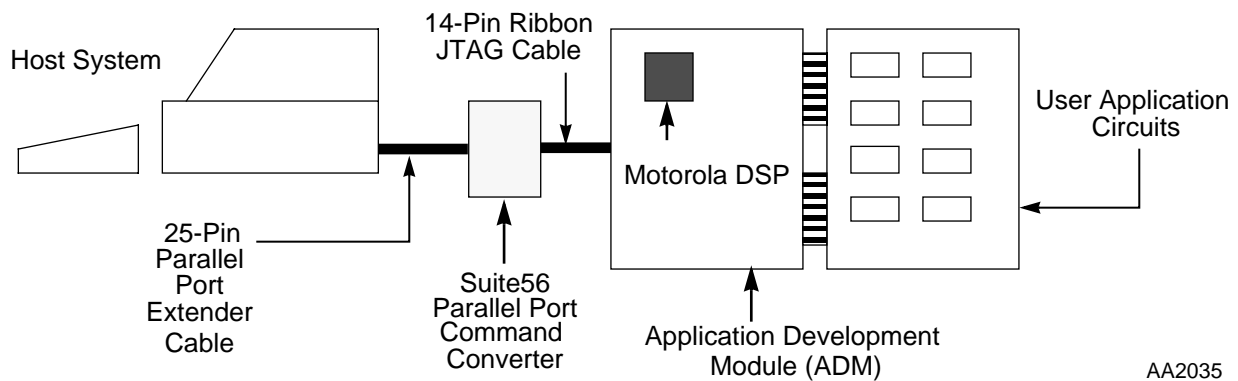 14-Pin Ribbon
JTAG Cable
Host System
User Application
Circuits
Motorola DSP
25-Pin
Parallel
Port
Extender
Cable
Suite56
Parallel Port
Command
Converter
Application Development
Module (ADM)
AA2035